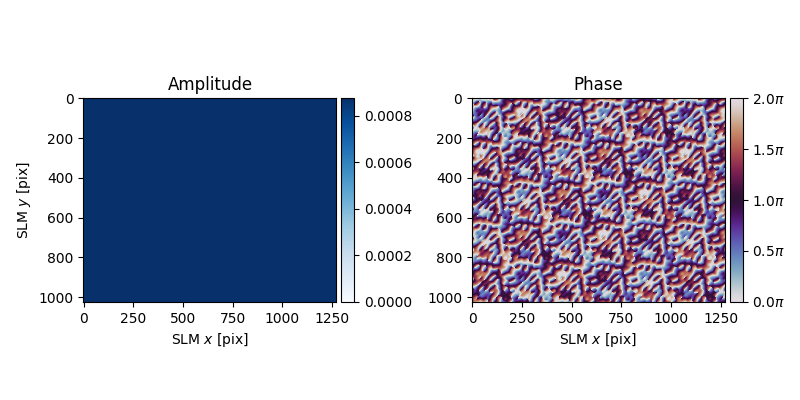 Amplitude
SLM y [pix]
0
200
400
600
800
1000
0 250 500 750 1000 1250
SLM x [pix]
0.0008
0.0006
0.0004
0.0002
0.0000
Phase
0
200
400
600
800
1000
0 250 500 750 1000 1250
SLM x [pix]
2.0π
1.5π
1.0π
0.5π
0.0π